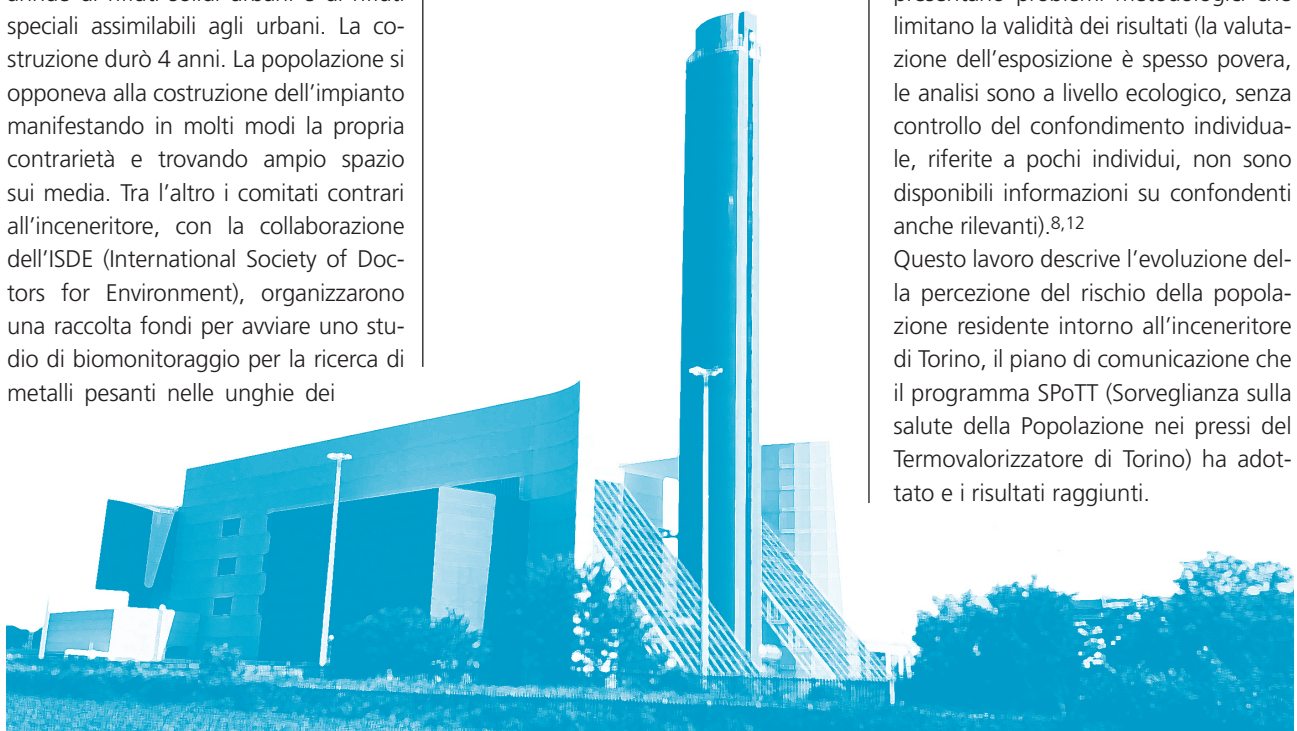 speciali assimilabili agli urbani. La co-
struzione durò 4 anni. La popolazione si
opponeva alla costruzione dell'impianto
manifestando in molti modi la propria
contrarietà e trovando ampio spazio
sui media. Tra l'altro i comitati contrari
all'inceneritore, con la collaborazione
dell'ISDE (International Society of Doc-
tors for Environment), organizzarono
una raccolta fondi per avviare uno stu-
dio di biomonitoraggio per la ricerca di
metalli pesanti nelle unghie dei
presentano problemi metodologici che
limitano la validità dei risultati (la valuta-
zione dell'esposizione è spesso povera,
le analisi sono a livello ecologico, senza
controllo del confondimento individua-
le, riferite a pochi individui, non sono
disponibili informazioni su confondenti
anche rilevanti).8,12
Questo lavoro descrive l'evoluzione del-
la percezione del rischio della popola-
zione residente intorno all'inceneritore
di Torino, il piano di comunicazione che
il programma SPoTT (Sorveglianza sulla
salute della Popolazione nei pressi del
Termovalorizzatore di Torino) ha adot-
tato e i risultati raggiunti.